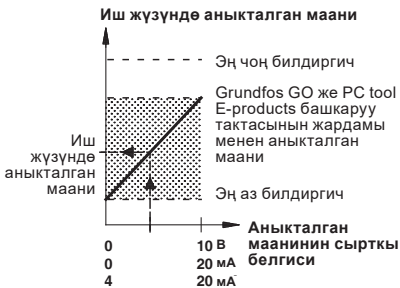 Иш жүзүндө аныкталган маани
Эң чоң билдиргич
Grundfos GO же PC tool
E-products башкаруу
тактасынын жардамы
менен аныкталган
маани
Иш
жүзүндө
аныкталган
маани
Эң аз билдиргич
Аныкталган
маанинин сырткы
белгиси
0 10 В
0 20 мА
4 20 мА